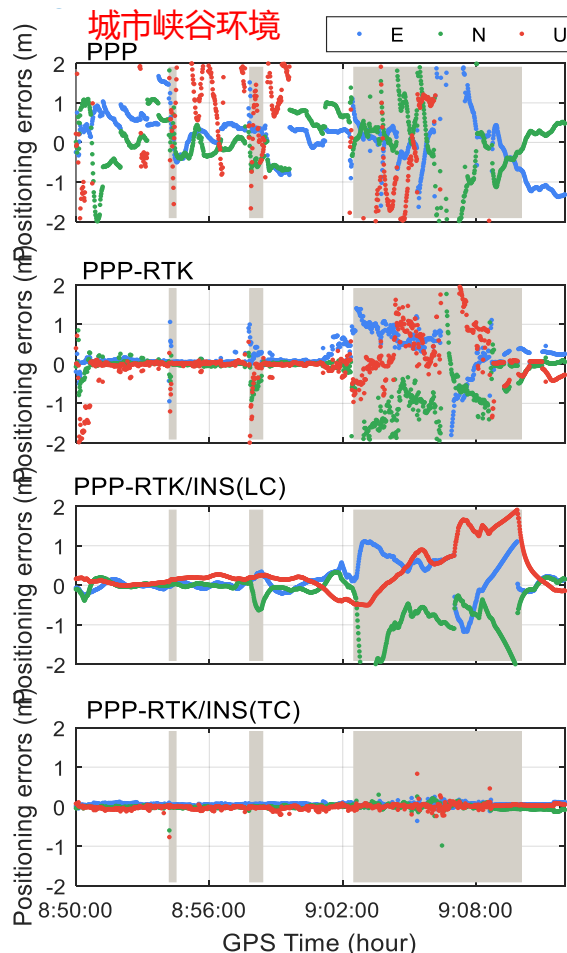 城市峡谷环境
E N U
PPP
Positioning errors (m)
2
1
0
-1
-2
PPP-RTK
Positioning errors (m)
2
1
0
-1
-2
PPP-RTK/INS(LC)
Positioning errors (m)
2
1
0
-1
-2
PPP-RTK/INS(TC)
Positioning errors (m)
2
1
0
-1
-2
8:50:00 8:56:00 9:02:00 9:08:00
GPS Time (hour)